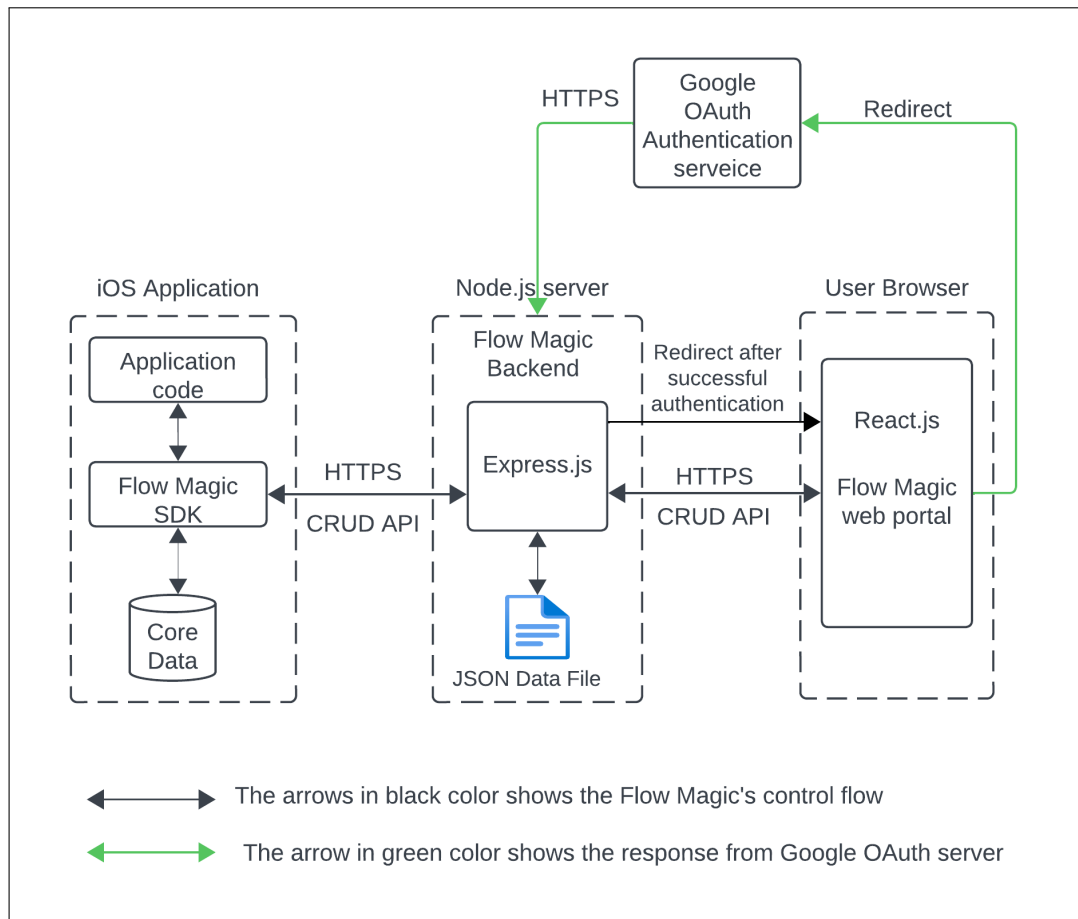 HTTPS
Google
OAuth
Authentication
serveice
Redirect
iOS Application
Node.js server
User Browser
Application
code
Flow Magic
SDK
Core
Data
HTTPS
CRUD API
Flow Magic
Backend
Express.js
JSON Data File
Redirect after
successful
authentication
HTTPS
CRUD API
React.js
Flow Magic
web portal
The arrows in black color shows the Flow Magic's control flow
The arrow in green color shows the response from Google OAuth server